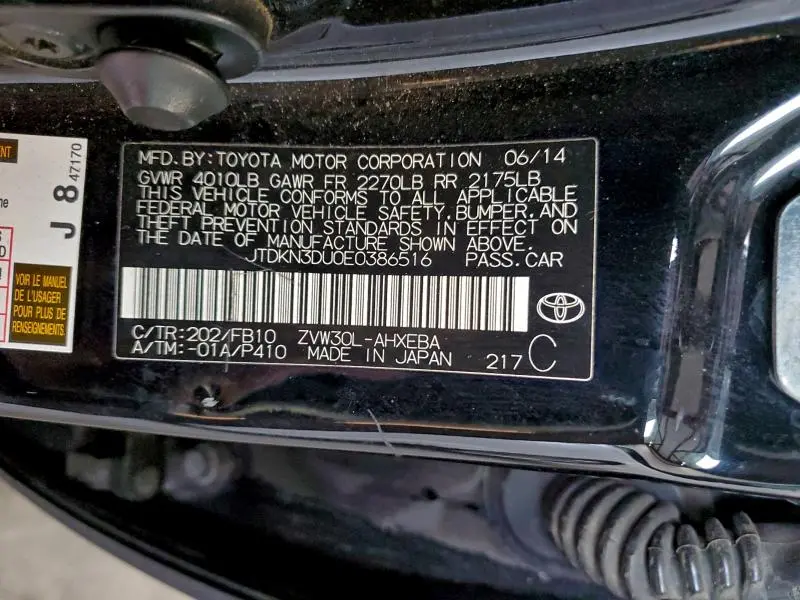 ENT
J 8 47170
ne
S
D
VOIR LE MANUEL
DE L'USAGER
POUR PLUS DE
RENSEIGNEMENTS.
MFD. BY: TOYOTA MOTOR CORPORATION 06/14
GVWR 4010LB GAWR FR 2270LB RR 2175LB
THIS VEHICLE CONFORMS TO ALL APPLICABLE
FEDERAL MOTOR VEHICLE SAFETY, BUMPER, AND
THEFT PREVENTION STANDARDS IN EFFECT ON
THE DATE OF MANUFACTURE SHOWN ABOVE.
JTDKN3DU0E0386516 PASS. CAR
C/TR: 202/FB10 ZVW30L-AHXEBA
A/TM: -01A/P410 MADE IN JAPAN 217 C